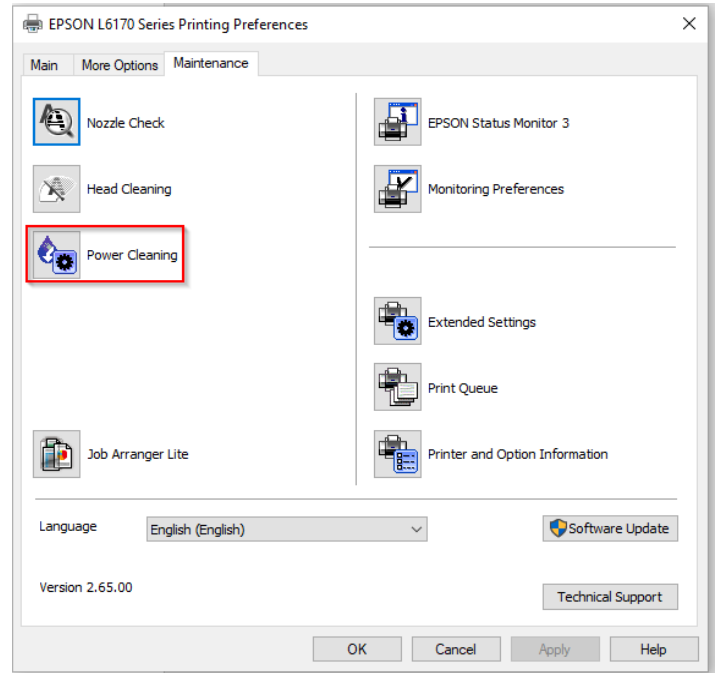 EPSON L6170 Series Printing Preferences
Main More Options Maintenance
Nozzle Check
EPSON Status Monitor 3
Head Cleaning
Monitoring Preferences
Power Cleaning
Extended Settings
Print Queue
Job Arranger Lite
Printer and Option Information
Language English (English) Software Update
Version 2.65.00
Technical Support
OK Cancel Apply Help